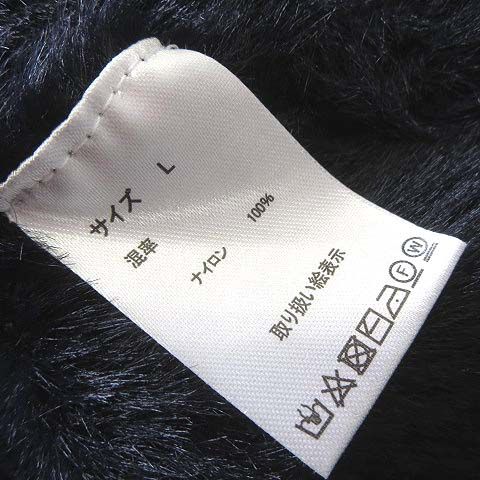 サイズ L
混率
ナイロン 100%
取り扱い絵表示
F W